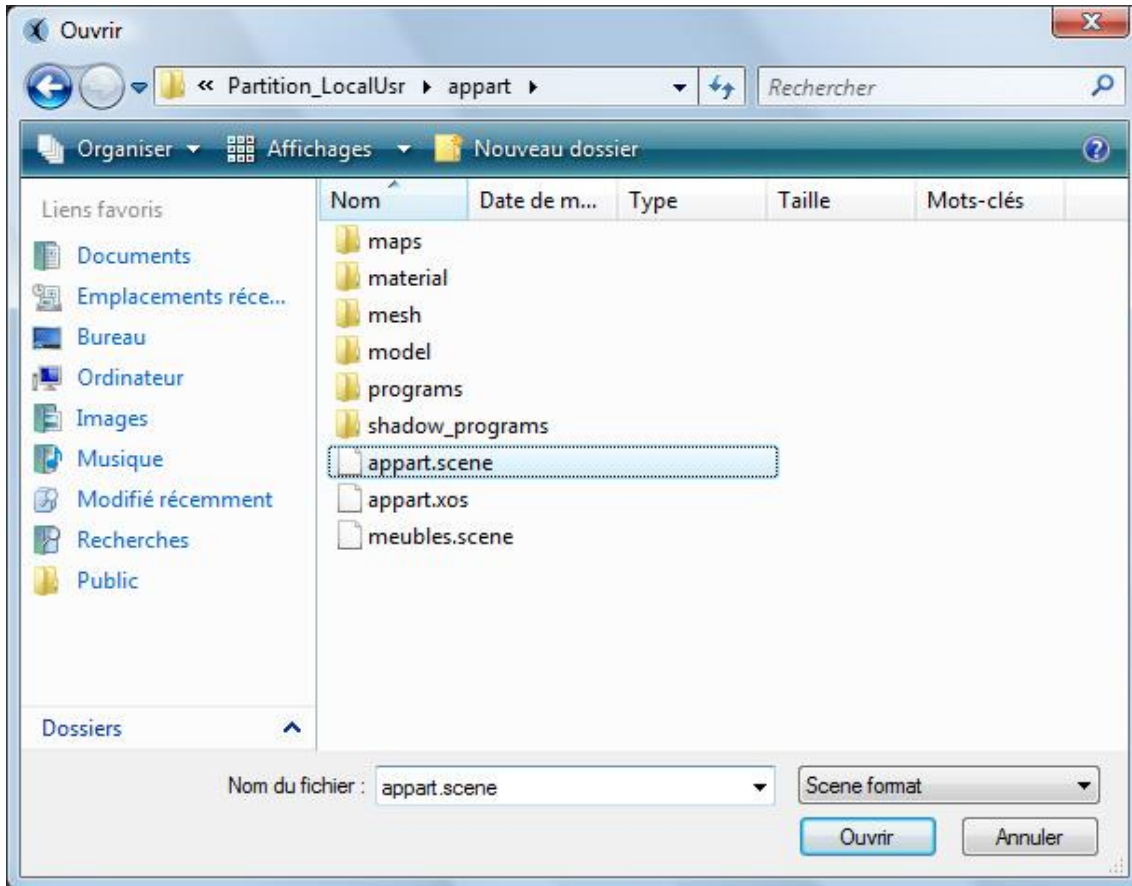 Ouvrir
« Partition_LocalUsr appart
Rechercher
Organiser Affichages Nouveau dossier
Liens favoris
Documents
Emplacements réce...
Bureau
Ordinateur
Images
Musique
Modifié récemment
Recherches
Public
Dossiers
Nom Date de m... Type Taille Mots-clés
maps
material
mesh
model
programs
shadow_programs
appart.scene
appart.xos
meubles.scene
Nom du fichier : appart.scene Scene format
Ouvrir Annuler